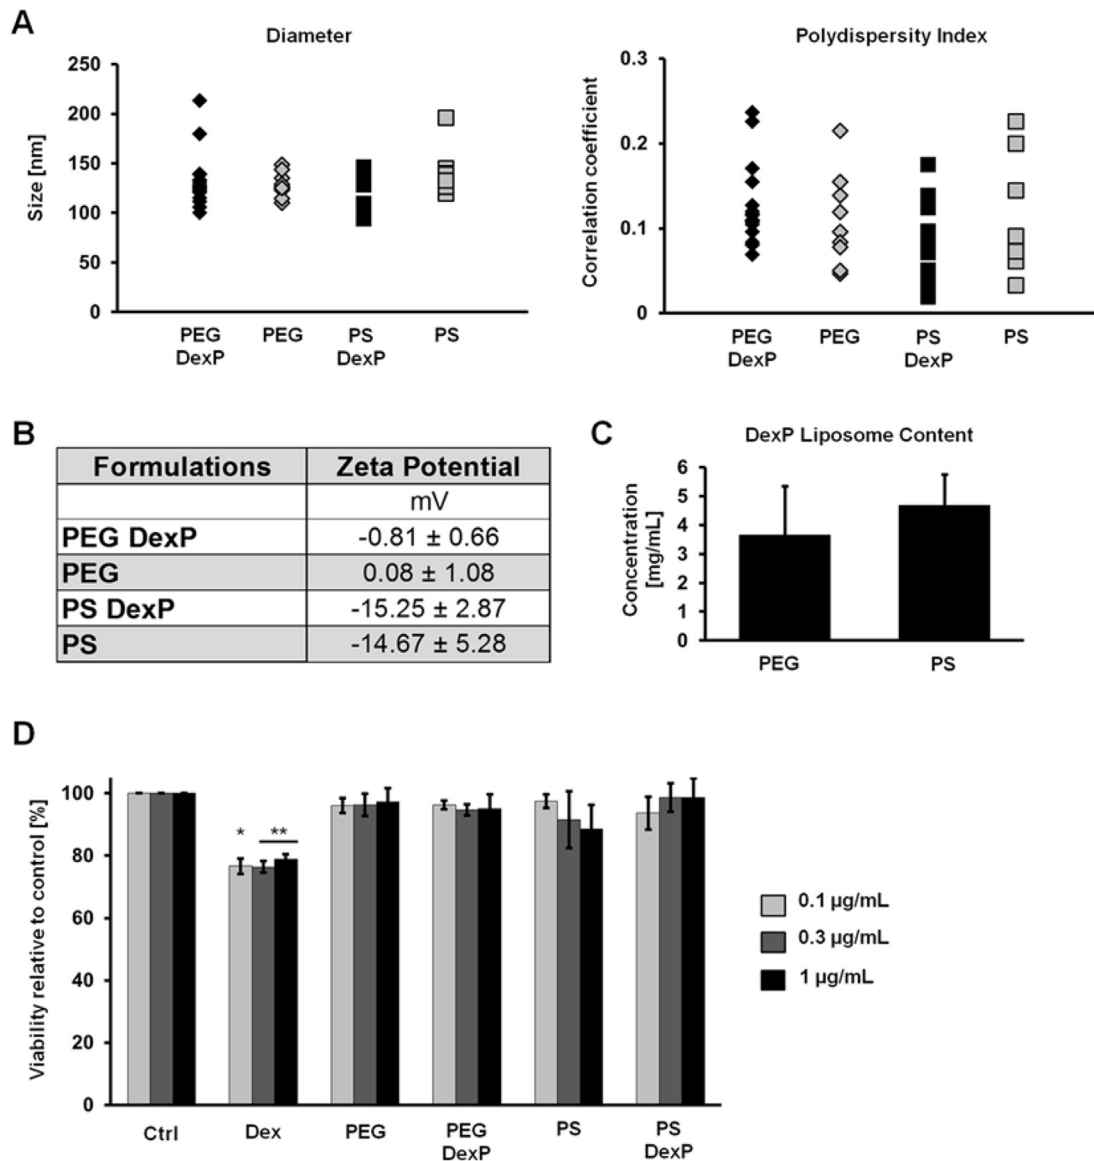 A
Diameter
Size [nm]
250
200
150
100
50
0
PEG DexP
PEG
PS DexP
PS
Polydispersity Index
Correlation coefficient
0.3
0.2
0.1
0
PEG DexP
PEG
PS DexP
PS
B
Formulations Zeta Potential
mV
PEG DexP -0.81 ± 0.66
PEG 0.08 ± 1.08
PS DexP -15.25 ± 2.87
PS -14.67 ± 5.28
C
DexP Liposome Content
Concentration
[mg/mL]
6
5
4
3
2
1
0
PEG
PS
D
Viability relative to control [%]
100
80
60
40
20
0
* **
Ctrl
Dex
PEG
PEG DexP
PS
PS DexP
0.1 µg/mL
0.3 µg/mL
1 µg/mL